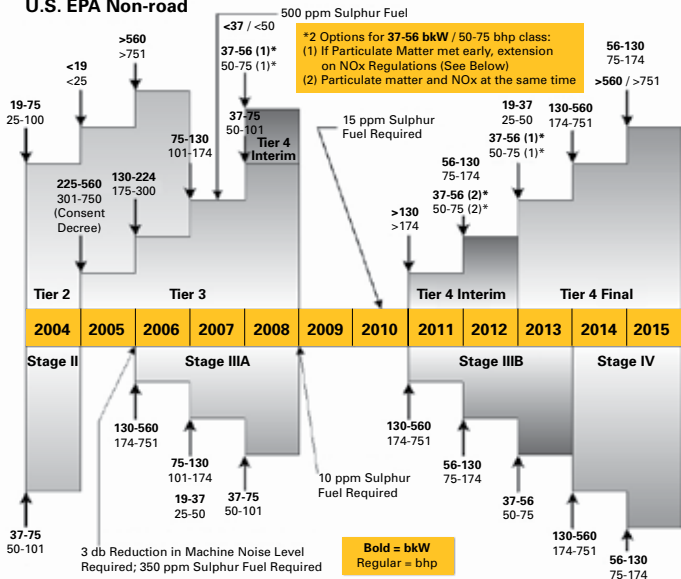 U.S. EPA Non-road
500 ppm Sulphur Fuel
<37 / <50
*2 Options for 37-56 bkW / 50-75 bhp class:
(1) If Particulate Matter met early, extension
on NOx Regulations (See Below)
(2) Particulate matter and NOx at the same time
>560
>751
<19
<25
19-75
25-100
37-56 (1)*
50-75 (1)*
56-130
75-174
>560 / >751
75-130
101-174
37-75
50-101
Tier 4
Interim
15 ppm Sulphur
Fuel Required
19-37
25-50
37-56 (1)*
50-75 (1)*
130-560
174-751
225-560
301-750
(Consent
Decree)
130-224
175-300
56-130
75-174
37-56 (2)*
50-75 (2)*
>130
>174
Tier 2
Tier 3
Tier 4 Interim
Tier 4 Final
2004 2005 2006 2007 2008 2009 2010 2011 2012 2013 2014 2015
Stage II
Stage IIIA
Stage IIIB
Stage IV
130-560
174-751
75-130
101-174
19-37
25-50
37-75
50-101
10 ppm Sulphur
Fuel Required
130-560
174-751
56-130
75-174
37-56
50-75
130-560
174-751
56-130
75-174
37-75
50-101
3 db Reduction in Machine Noise Level
Required; 350 ppm Sulphur Fuel Required
Bold = bkW
Regular = bhp